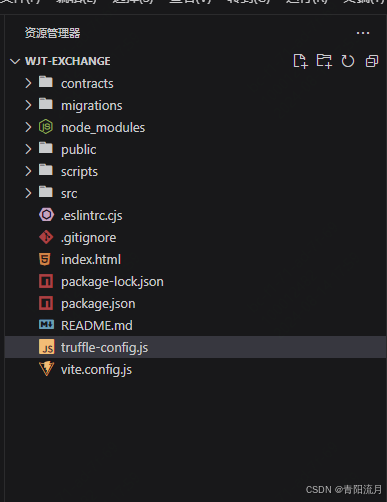 资源管理器
WJT-EXCHANGE
contracts
migrations
node_modules
public
scripts
src
.eslintrc.cjs
.gitignore
index.html
package-lock.json
package.json
README.md
truffle-config.js
vite.config.js
CSDN @青阳流月